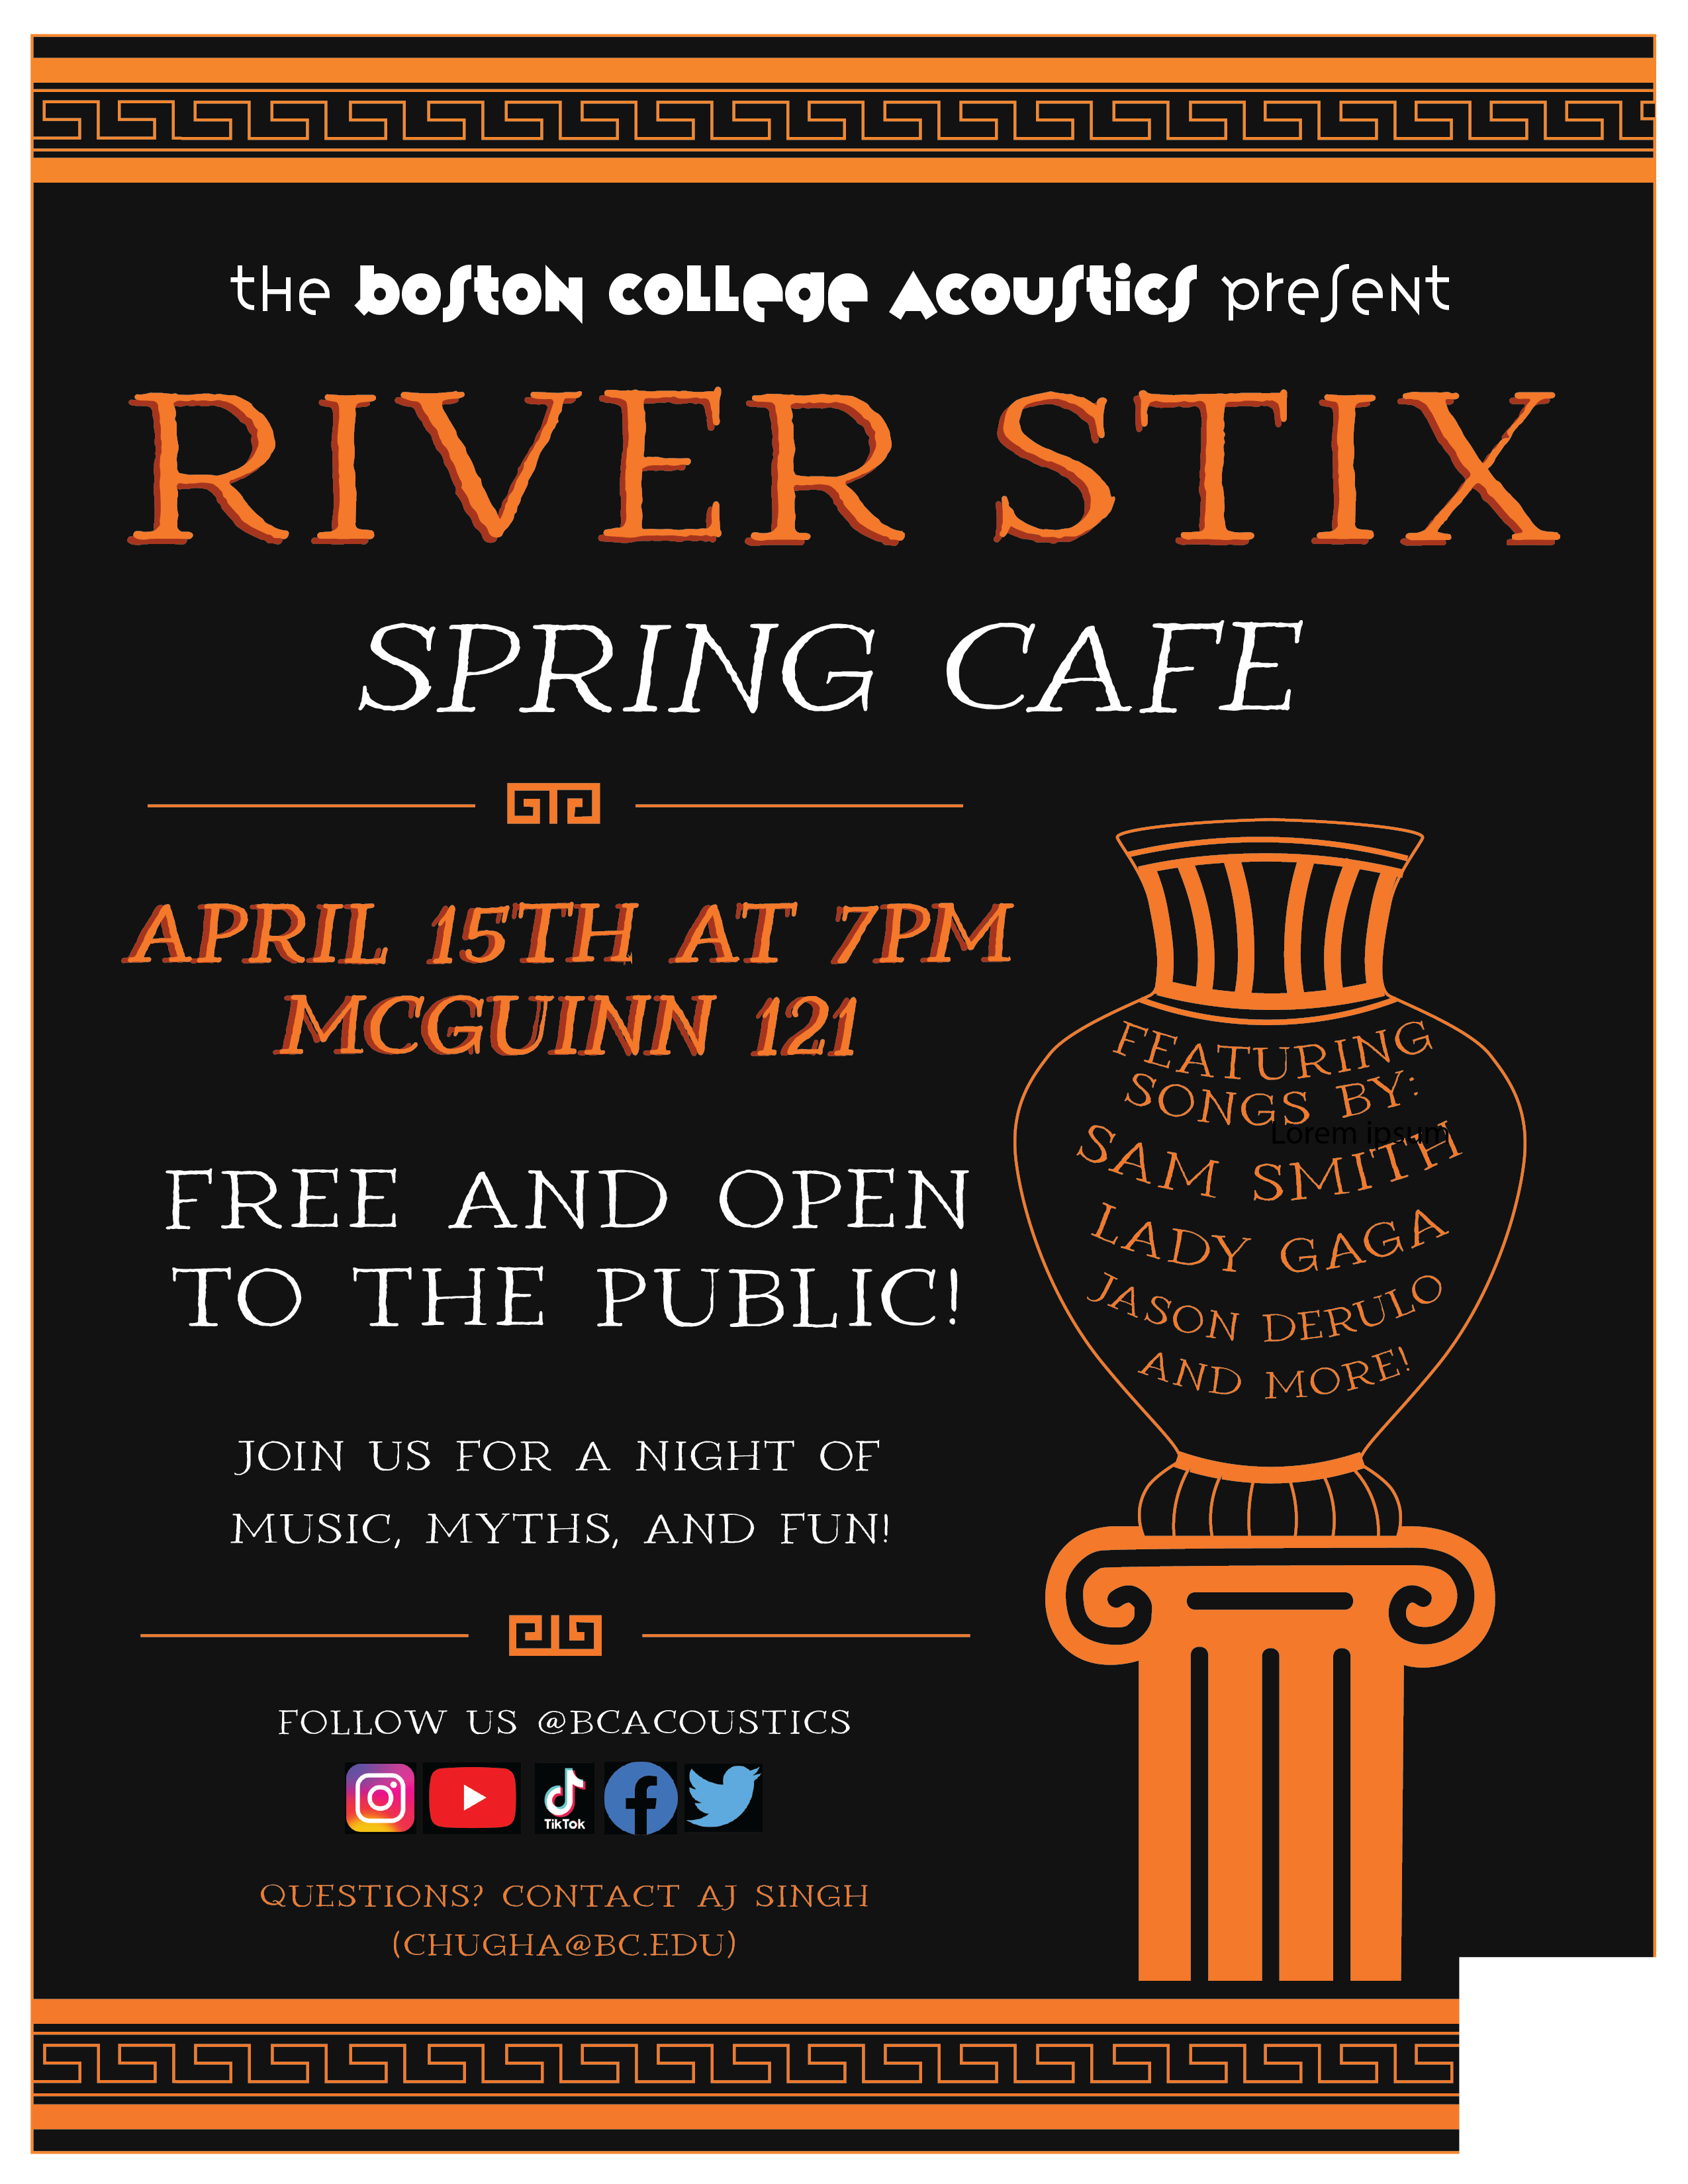 the boston college Acoustics present
RIVER STIX
SPRING CAFE
APRIL 15TH AT 7PM
MCGUINN 121
FREE AND OPEN
TO THE PUBLIC!
JOIN US FOR A NIGHT OF
MUSIC, MYTHS, AND FUN!
FEATURING
SONGS BY:
Lorem ipsum
SAM SMITH
LADY GAGA
JASON DERULO
AND MORE!
FOLLOW US @BCACOUSTICS
TikTok
QUESTIONS? CONTACT AJ SINGH
(CHUGHA@BC.EDU)